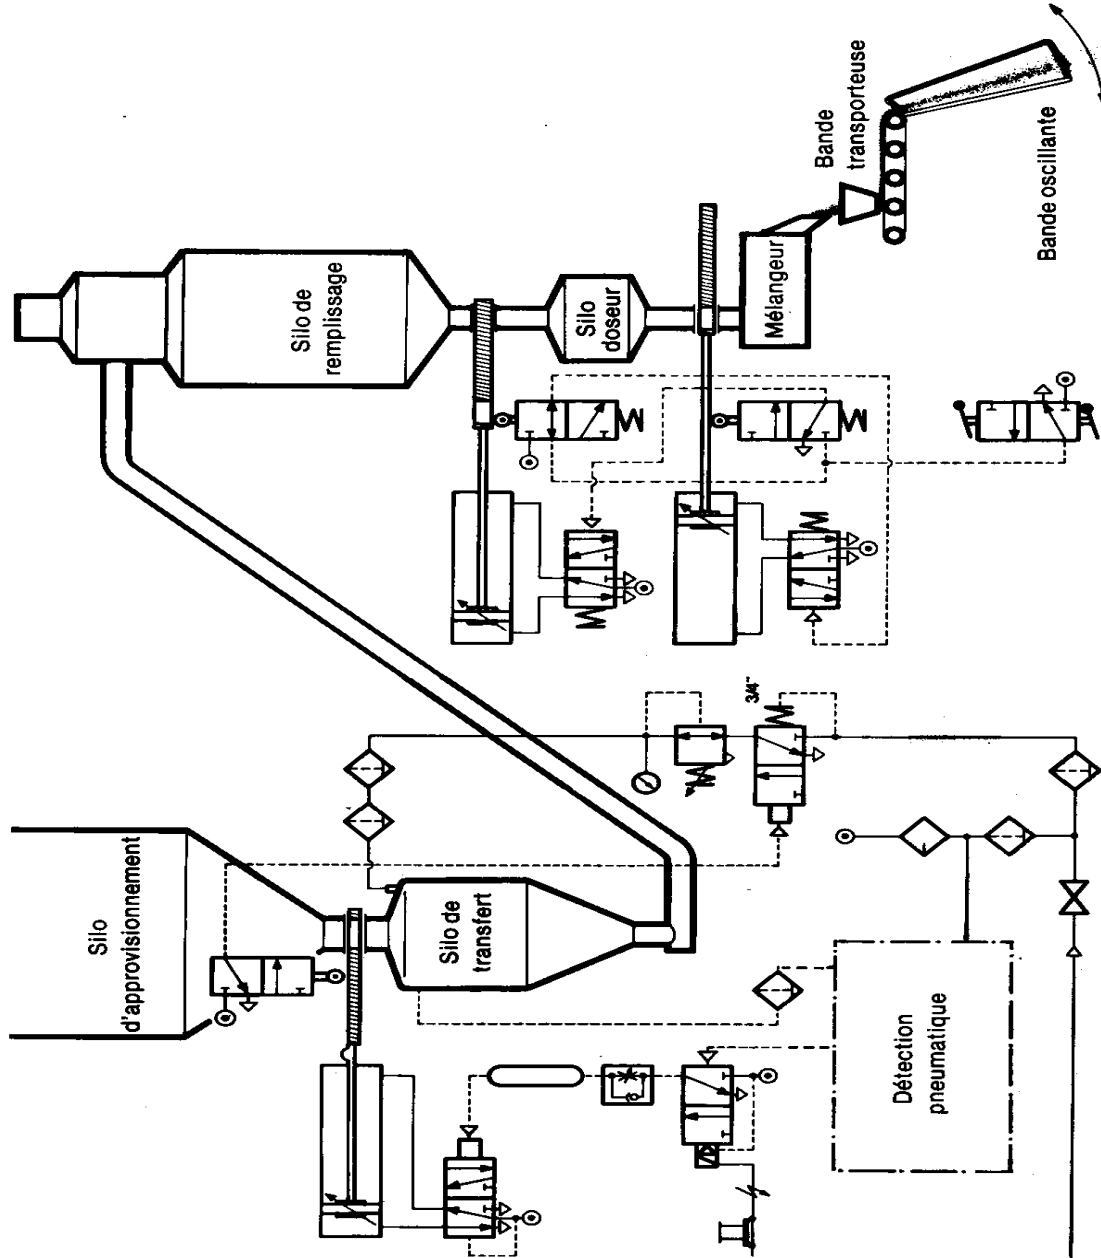 Silo
d'approvisionnement
Silo de
transfert
Silo de
remplissage
Silo
doseur
Mélangeur
Bande
transporteuse
Bande oscillante
3/4"
Détection
pneumatique